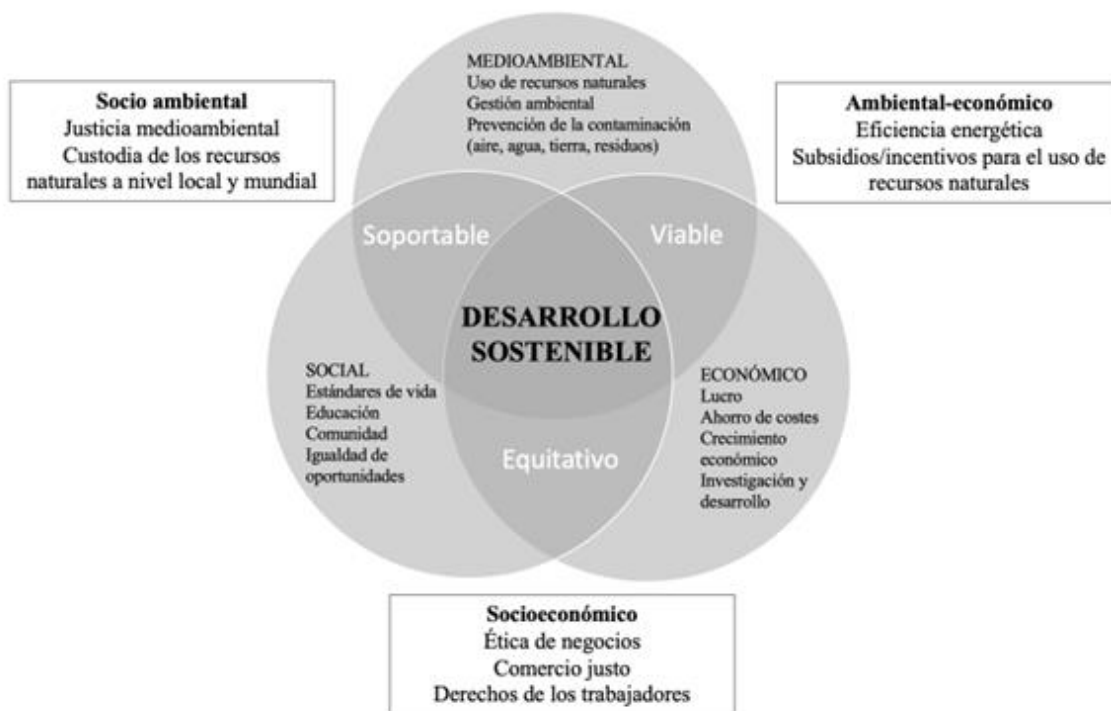 MEDIOAMBIENTAL
Uso de recursos naturales
Gestión ambiental
Prevención de la contaminación
(aire, agua, tierra, residuos)
Socio ambiental
Justicia medioambiental
Custodia de los recursos
naturales a nivel local y mundial
Ambiental-económico
Eficiencia energética
Subsidios/incentivos para el uso de
recursos naturales
Soportable
Viable
DESARROLLO
SOSTENIBLE
SOCIAL
Estándares de vida
Educación
Comunidad
Igualdad de
oportunidades
ECONÓMICO
Lucro
Ahorro de costes
Crecimiento
económico
Investigación y
desarrollo
Equitativo
Socioeconómico
Ética de negocios
Comercio justo
Derechos de los trabajadores